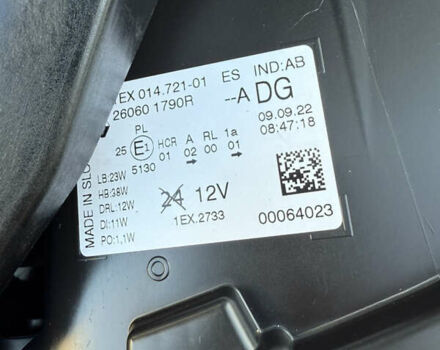 1EX 014.721-01 ES IND:AB
26060 1790R --A DG
09.09.22
08:47:18
PL
25 E1 HCR A RL 1a
5130 01 02 00 01
LB:23W
HB:38W
DRL:12W
DI:11W
PO:1,1W
24 12V
1EX.2733
00064023
MADE IN SLO